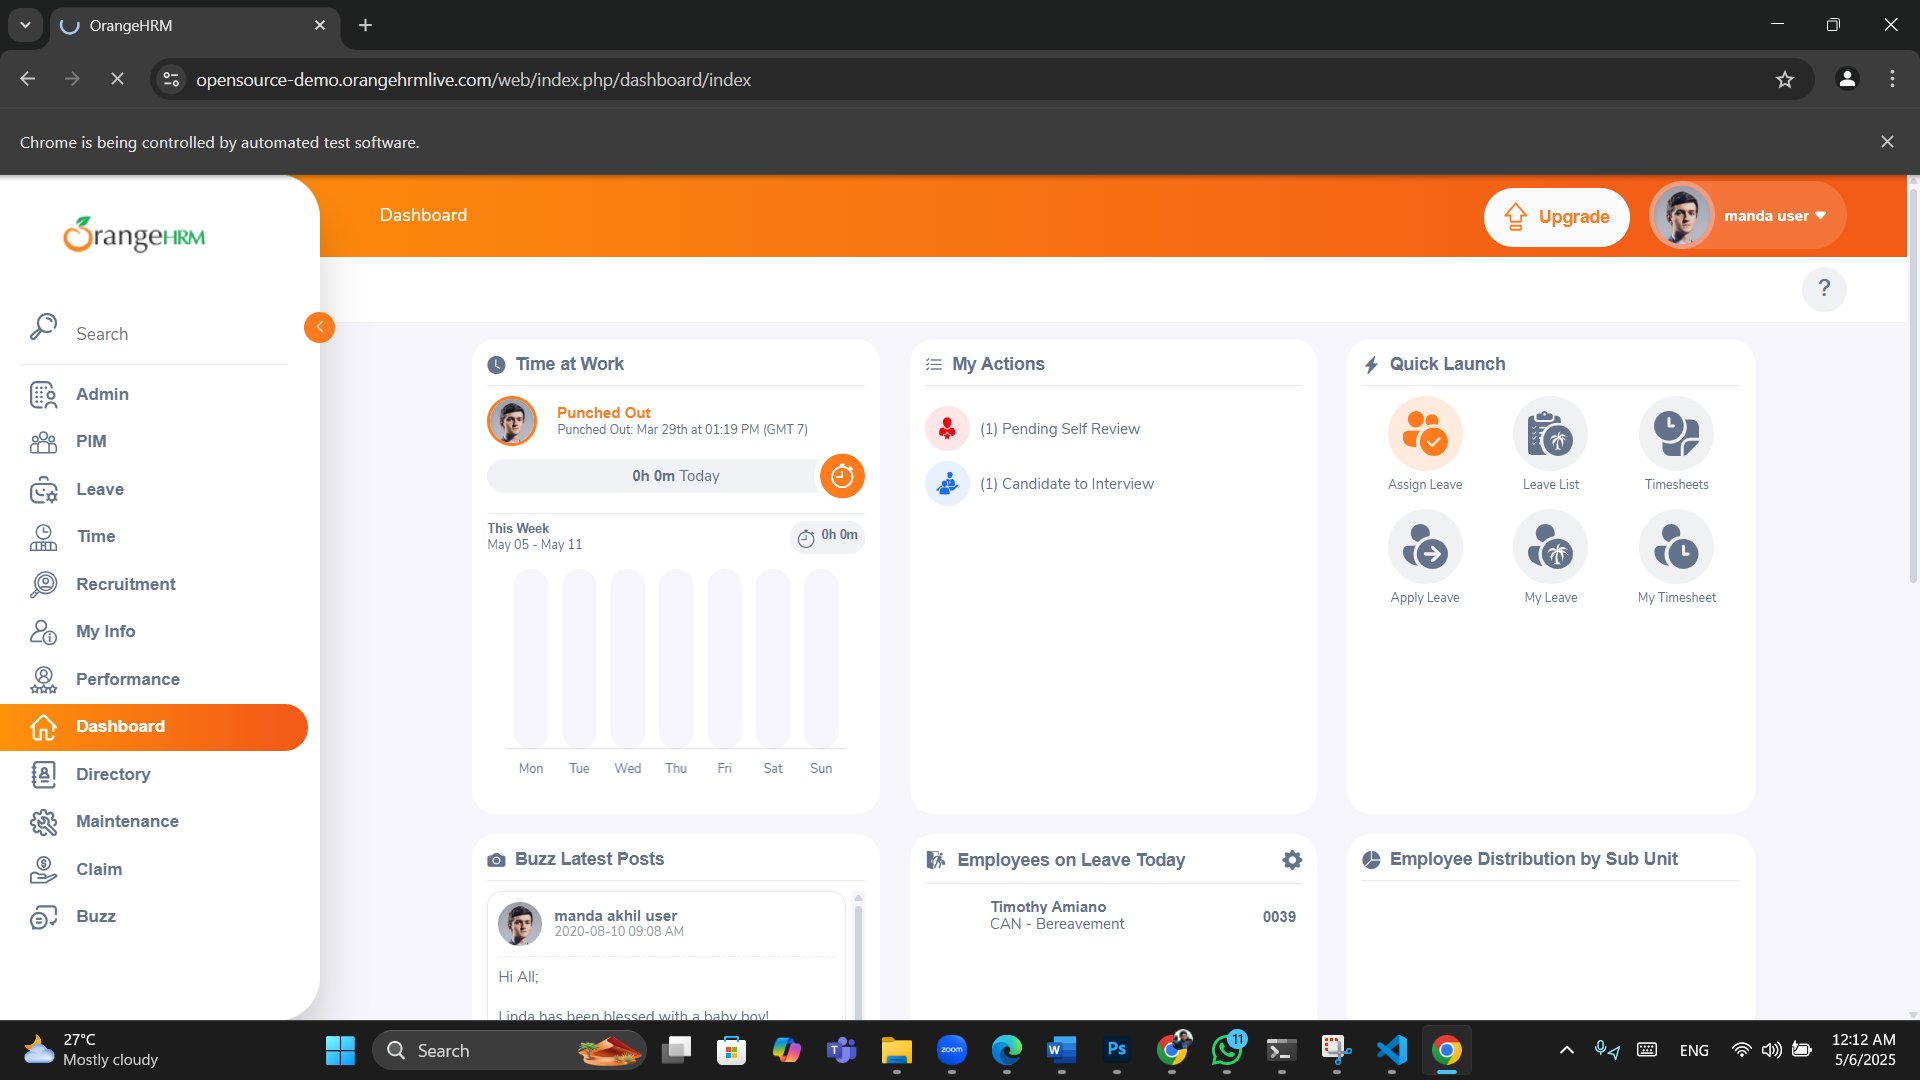 OrangeHRM
opensource-demo.orangehrmlive.com/web/index.php/dashboard/index
Chrome is being controlled by automated test software.
OrangeHRM
Dashboard
Upgrade
manda user
?
Search
Admin
PIM
Leave
Time
Recruitment
My Info
Performance
Dashboard
Directory
Maintenance
Claim
Buzz
Time at Work
Punched Out
Punched Out: Mar 29th at 01:19 PM (GMT 7)
0h 0m Today
This Week
May 05 - May 11
0h 0m
Mon Tue Wed Thu Fri Sat Sun
My Actions
(1) Pending Self Review
(1) Candidate to Interview
Quick Launch
Assign Leave
Leave List
Timesheets
Apply Leave
My Leave
My Timesheet
Buzz Latest Posts
manda akhil user
2020-08-10 09:08 AM
Hi All;
Linda has been blessed with a baby boy!
Employees on Leave Today
Timothy Amiano
CAN - Bereavement
0039
Employee Distribution by Sub Unit
27°C
Mostly cloudy
Search
zoom
W
Ps
11
ENG
12:12 AM
5/6/2025